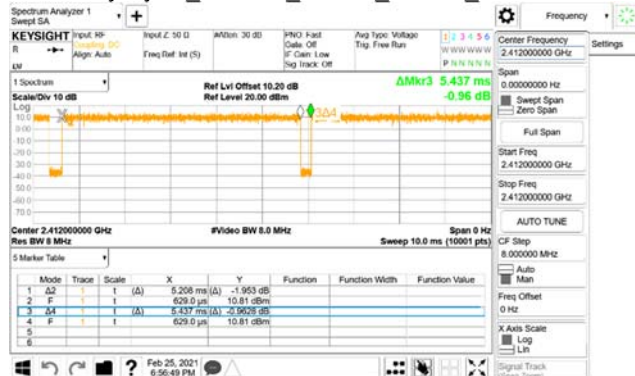 Spectrum Analyzer 1
Swept SA
+
Frequency
KEYSIGHT
Input: RF
Input Z: 50 Ω
#Atten: 30 dB
PNO: Fast
Avg Type: Voltage
1 2 3 4 5 6
R
Coupling: DC
Gate: Off
Trig: Free Run
Align: Auto
Freq Ref: Int (S)
IF Gain: Low
W W W W W W
Sig Track: Off
P N N N N N
Center Frequency
2.412000000 GHz
Settings
Span
0.00000000 Hz
Swept Span
Zero Span
Full Span
Start Freq
2.412000000 GHz
Stop Freq
2.412000000 GHz
AUTO TUNE
CF Step
8.000000 MHz
Auto
Man
Freq Offset
0 Hz
X Axis Scale
Log
Lin
Signal Track
1 Spectrum
Ref Lvl Offset 10.20 dB
ΔMkr3 5.437 ms
Scale/Div 10 dB
Ref Level 20.00 dBm
-0.96 dB
Log
10.0
0.00
-10.0
-20.0
-30.0
-40.0
-50.0
-60.0
-70.0
3Δ4
Center 2.412000000 GHz
#Video BW 8.0 MHz
Span 0 Hz
Res BW 8 MHz
Sweep 10.0 ms (10001 pts)
5 Marker Table
Mode Trace Scale X Y Function Function Width Function Value
1 Δ2 1 t (Δ) 5.208 ms (Δ) -1.953 dB
2 F 1 t 629.0 µs 10.81 dBm
3 Δ4 1 t (Δ) 5.437 ms (Δ) -0.9628 dB
4 F 1 t 629.0 µs 10.81 dBm
5
6
?
Feb 25, 2021
6:56:49 PM